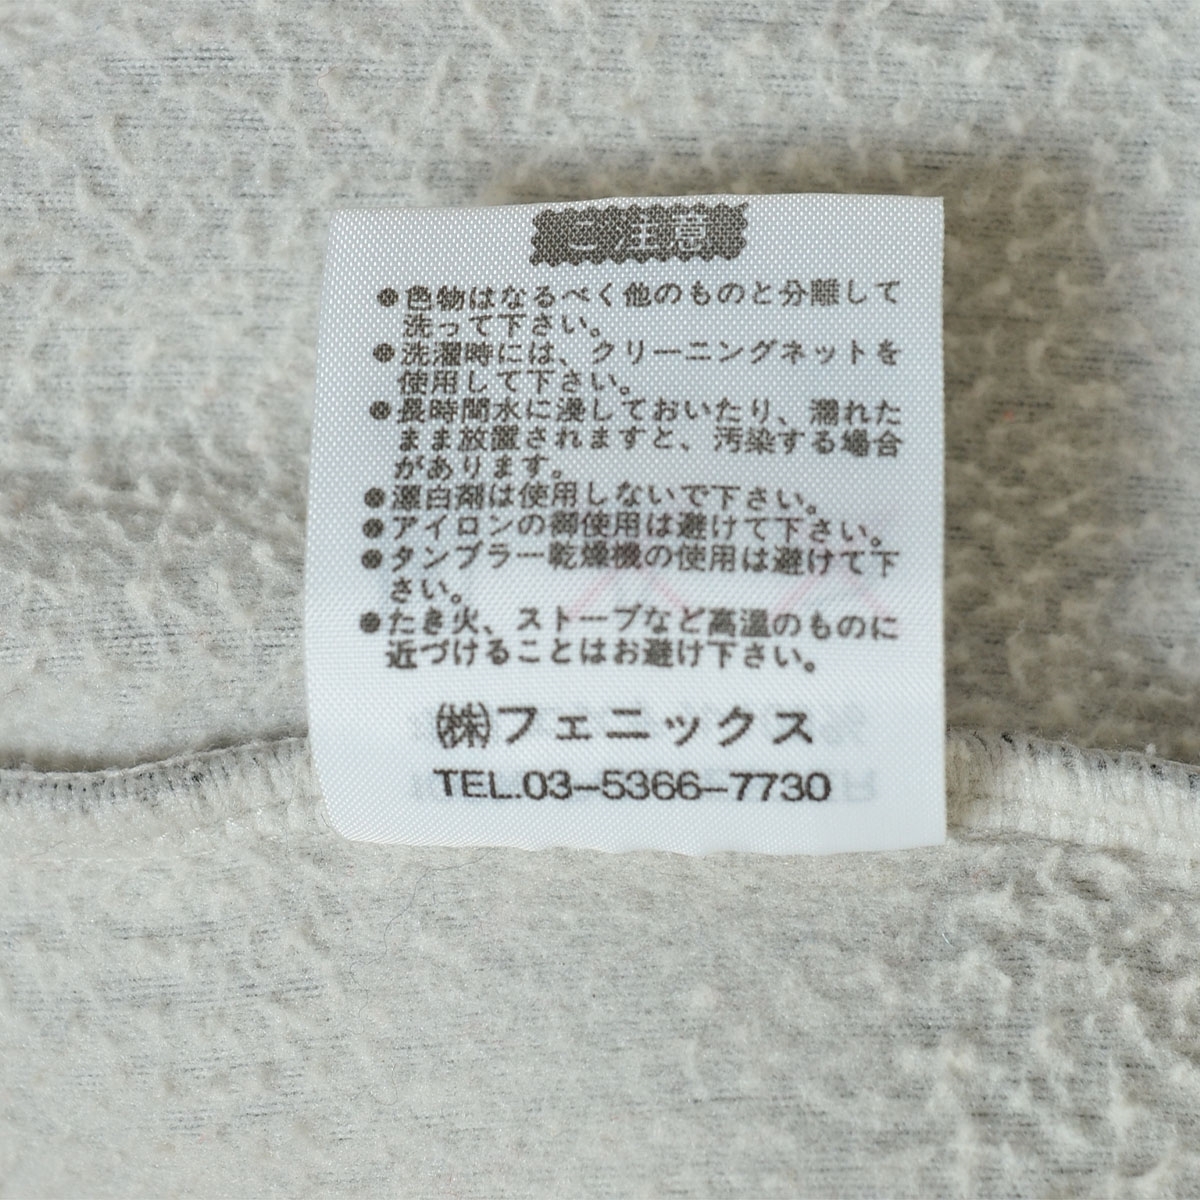 ご注意
●色物はなるべく他のものと分離して
洗って下さい。
●洗濯時には、クリーニングネットを
使用して下さい。
●長時間水に浸しておいたり、濡れた
まま放置されますと、汚染する場合
があります。
●漂白剤は使用しないで下さい。
●アイロンの御使用は避けて下さい。
●タンブラー乾燥機の使用は避けて下
さい。
●たき火、ストーブなど高温のものに
近づけることはお避け下さい。
㈱フェニックス
TEL.03-5366-7730